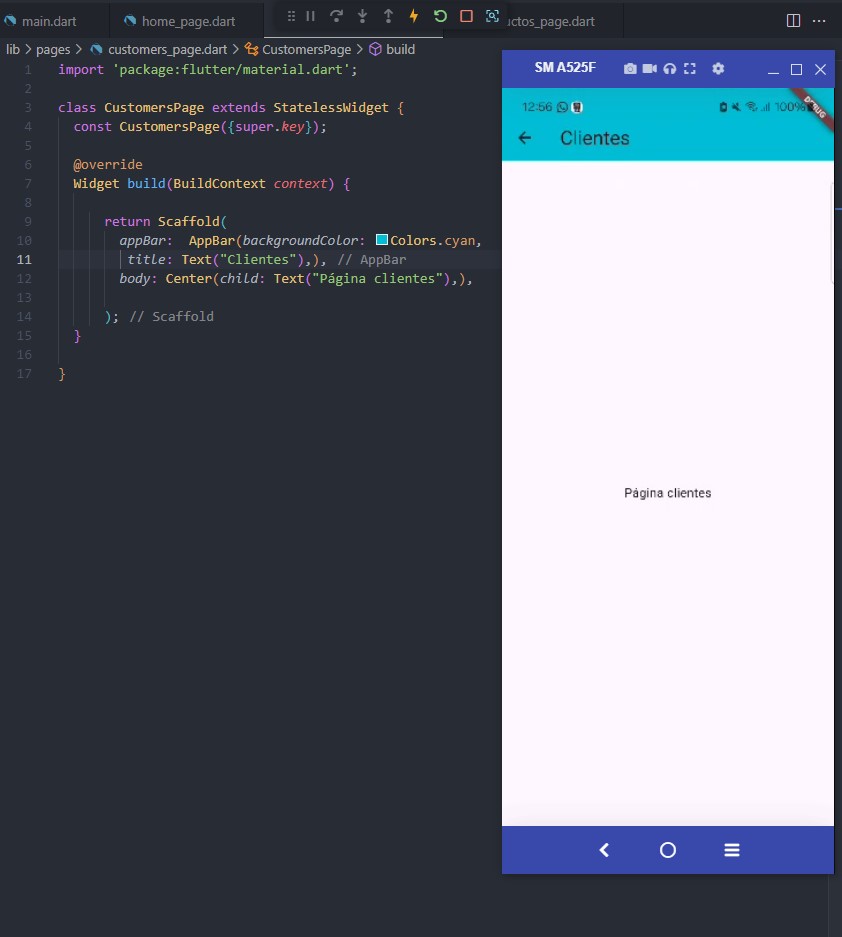 main.dart
home_page.dart
uctos_page.dart
lib > pages > customers_page.dart > CustomersPage > build
1 import 'package:flutter/material.dart';
2
3 class CustomersPage extends StatelessWidget {
4 const CustomersPage({super.key});
5
6 @override
7 Widget build(BuildContext context) {
8
9 return Scaffold(
10 appBar: AppBar(backgroundColor: Colors.cyan,
11 title: Text("Clientes"),), // AppBar
12 body: Center(child: Text("Página clientes"),),
13
14 ); // Scaffold
15 }
16
17 }
SM A525F
12:56
100%
DEBUG
Clientes
Página clientes